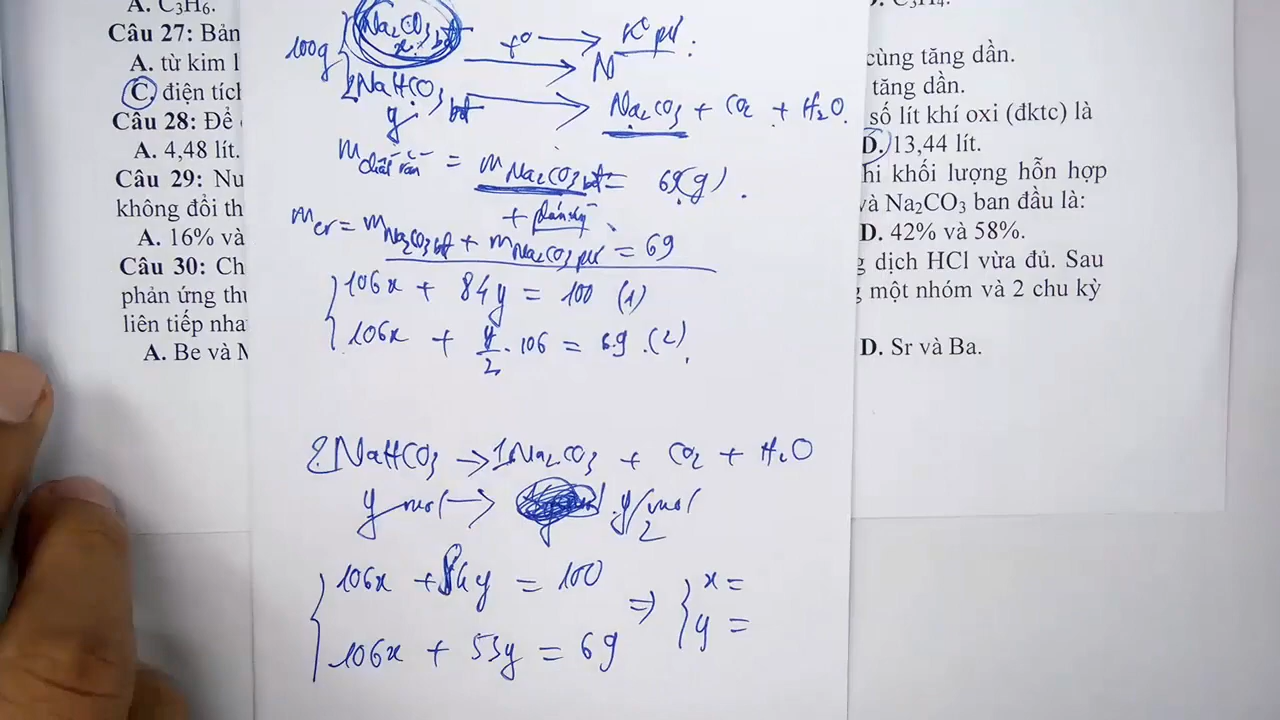 A. C₃H₆.
Câu 27: Bản
A. từ kim l
C. điện tích
Câu 28: Để
A. 4,48 lít.
Câu 29: Nu
không đổi th
A. 16% và
Câu 30: Ch
phản ứng thu
liên tiếp nha
A. Be và M
100g { Na₂CO₃ bđ t° → K° pư :
x
2NaHCO₃ bđ → Na₂CO₃ + CO₂ + H₂O.
y
m chất rắn = m Na₂CO₃ bđ = 69(g).
+
m cr = m Na₂CO₃ bđ + m Na₂CO₃ pư = 69
106x + 84y = 100 (1)
106x + y/2 . 106 = 69 . (2)
2NaHCO₃ → 1Na₂CO₃ + CO₂ + H₂O
y mol → y/2 mol
106x + 84y = 100 ⇒ { x =
106x + 53y = 69 y =
D. C₃H₄.
cùng tăng dần.
tăng dần.
số lít khí oxi (đktc) là
D. 13,44 lít.
hi khối lượng hỗn hợp
và Na₂CO₃ ban đầu là:
D. 42% và 58%.
g dịch HCl vừa đủ. Sau
g một nhóm và 2 chu kỳ
D. Sr và Ba.